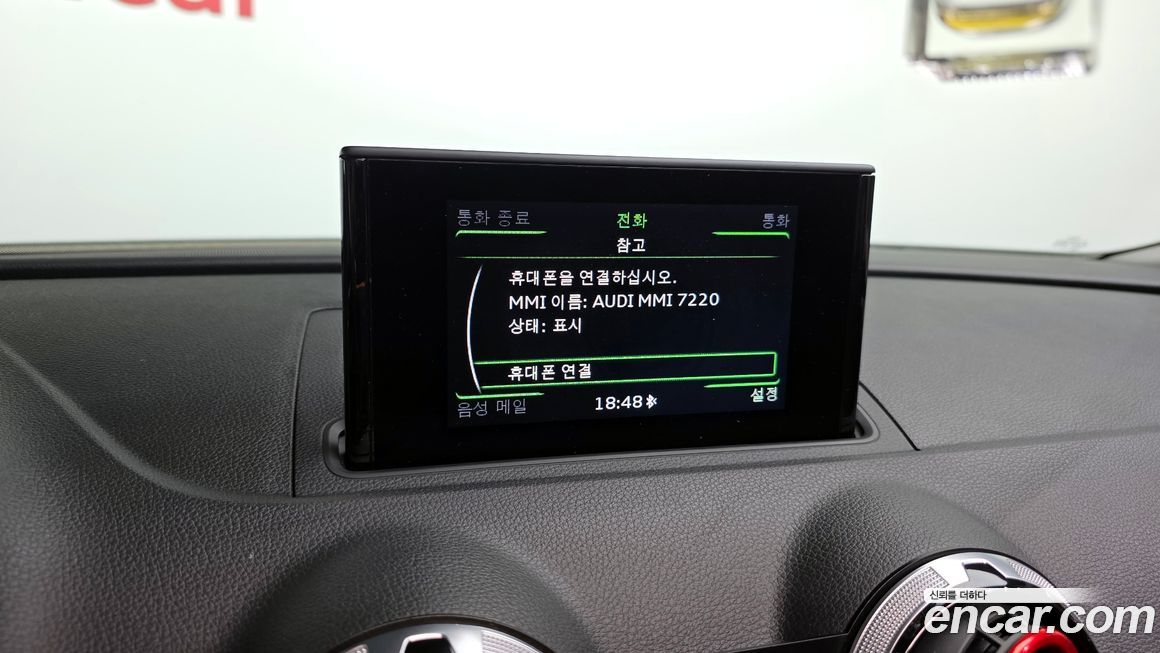 car
통화 종료 전화 통화
참고
휴대폰을 연결하십시오.
MMI 이름: AUDI MMI 7220
상태: 표시
휴대폰 연결
음성 메일 18:48 설정
신뢰를 더하다
encar.com